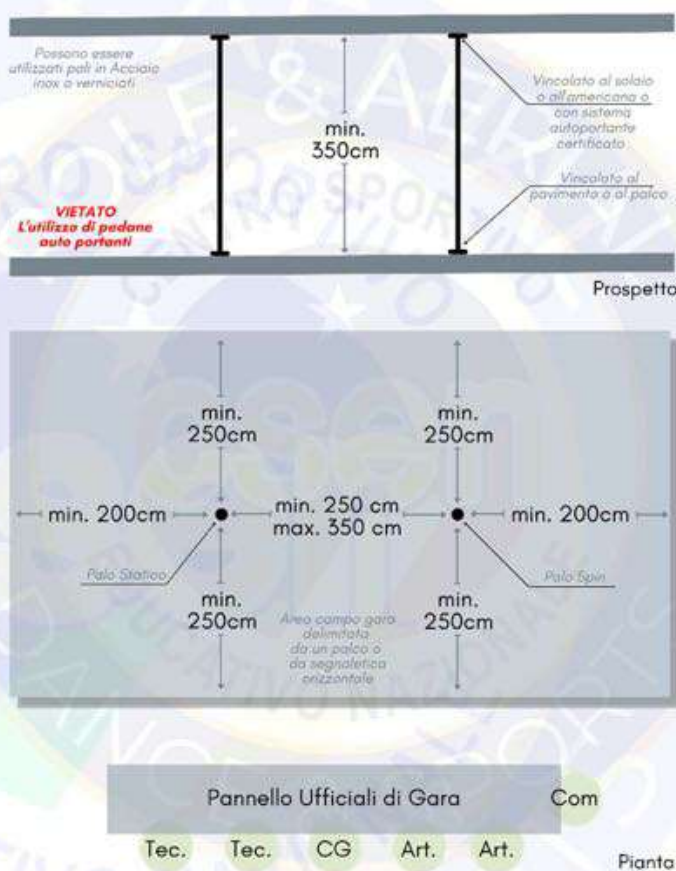 Possono essere
utilizzati pali in Acciaio
inox o verniciati
min.
350cm
Vincolato al solaio
o all'americana o
con sistema
autoportante
certificato
Vincolato al
pavimento o al palco
VIETATO
L'utilizzo di pedane
auto portanti
Prospetto
min.
250cm
min.
250cm
min. 200cm
min. 250 cm
max. 350 cm
min. 200cm
Palo Statico
Palo Spin
min.
250cm
min.
250cm
Area campo gara
delimitata
da un palco o
da segnaletica
orizzontale
Pannello Ufficiali di Gara
Com
Tec.
Tec.
CG
Art.
Art.
Pianta